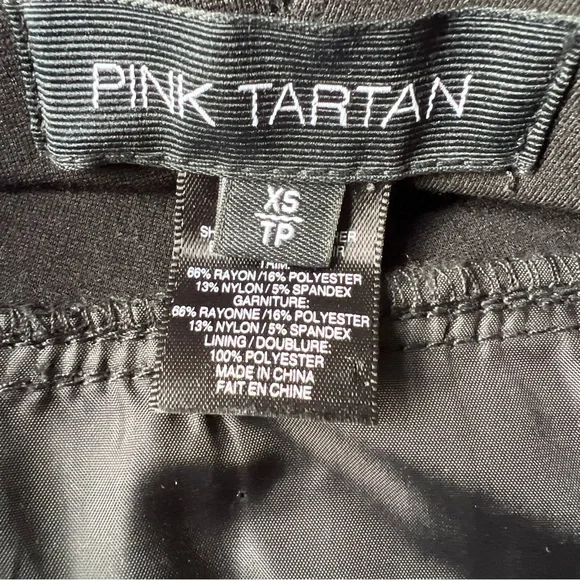 PINK TARTAN
XS
TP
TRIM:
66% RAYON/16% POLYESTER
13% NYLON/5% SPANDEX
GARNITURE:
66% RAYONNE/16% POLYESTER
13% NYLON/5% SPANDEX
LINING/DOUBLURE:
100% POLYESTER
MADE IN CHINA
FAIT EN CHINE